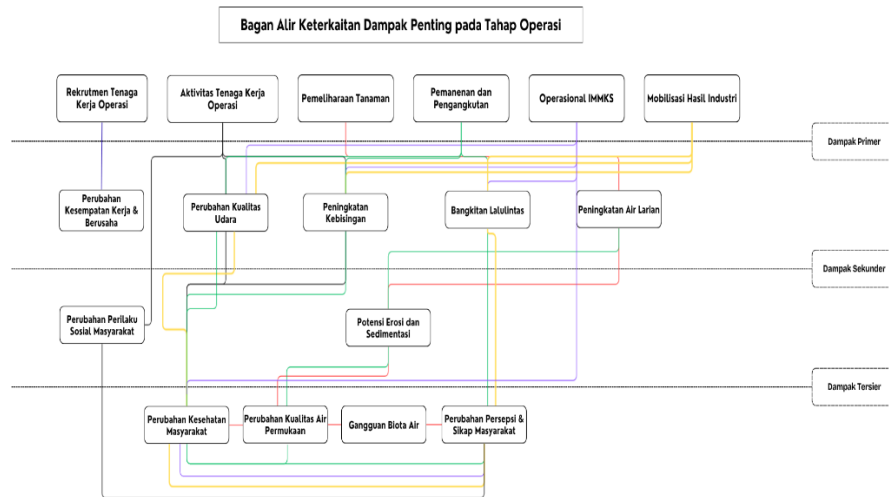 Bagan Alir Keterkaitan Dampak Penting pada Tahap Operasi
Rekrutmen Tenaga
Kerja Operasi
Aktivitas Tenaga Kerja
Operasi
Pemeliharaan Tanaman
Pemanenan dan
Pengangkutan
Operasional IMMKS
Mobilisasi Hasil Industri
Dampak Primer
Perubahan
Kesempatan Kerja &
Berusaha
Perubahan Kualitas
Udara
Peningkatan
Kebisingan
Bangkitan Lalulintas
Peningkatan Air Larian
Dampak Sekunder
Perubahan Perilaku
Sosial Masyarakat
Potensi Erosi dan
Sedimentasi
Dampak Tersier
Perubahan Kesehatan
Masyarakat
Perubahan Kualitas Air
Permukaan
Gangguan Biota Air
Perubahan Persepsi &
Sikap Masyarakat